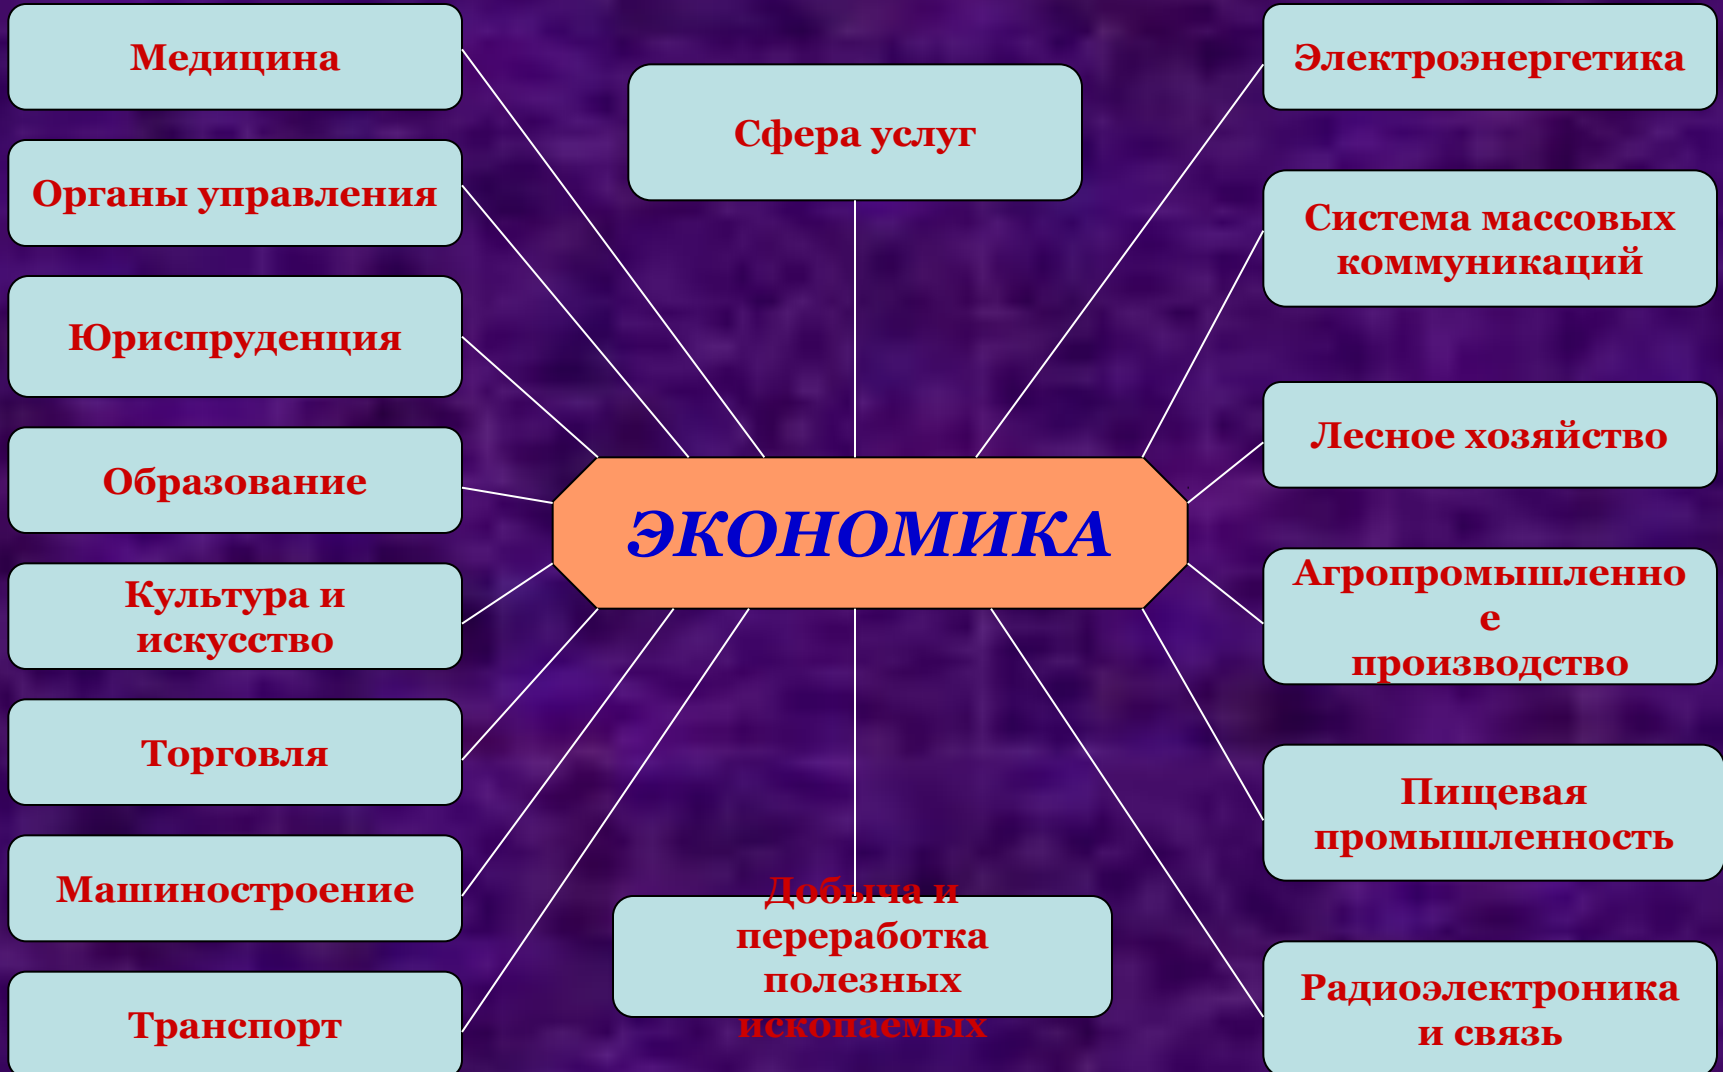 Медицина
Органы управления
Юриспруденция
Образование
Культура и
искусство
Торговля
Машиностроение
Транспорт
Сфера услуг
ЭКОНОМИКА
Добыча и
переработка
полезных
ископаемых
Электроэнергетика
Система массовых
коммуникаций
Лесное хозяйство
Агропромышленно
е
производство
Пищевая
промышленность
Радиоэлектроника
и связь